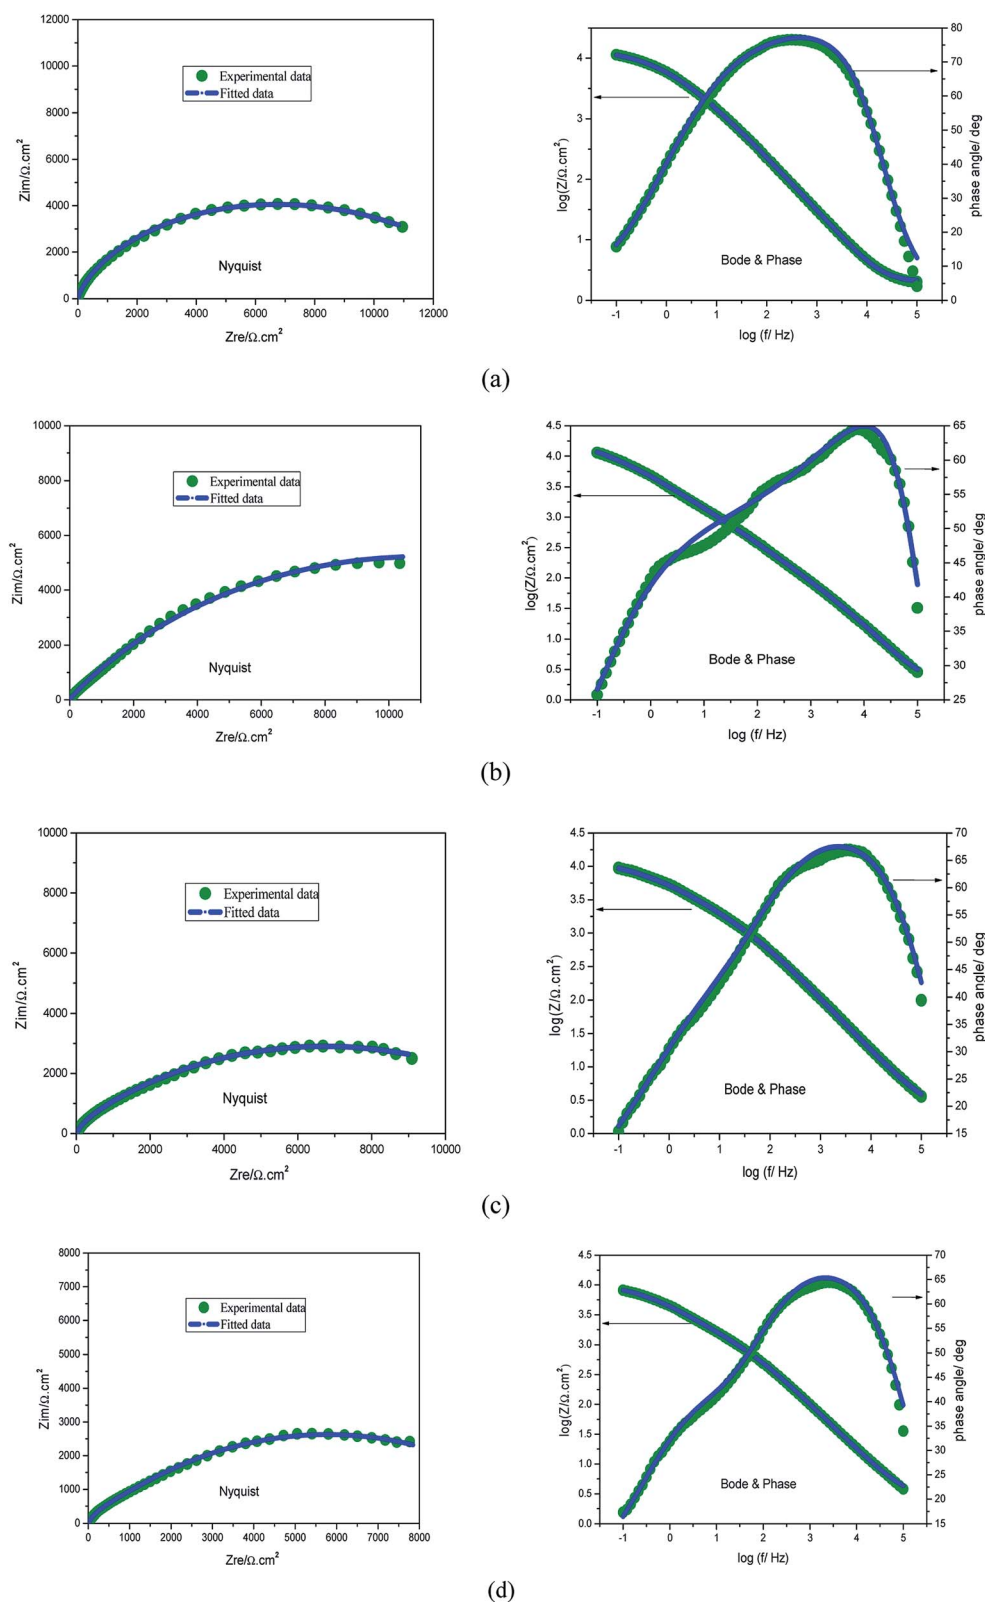 12000
10000
8000
6000
4000
2000
0
Zim/Ω.cm²
Experimental data
Fitted data
Nyquist
0 2000 4000 6000 8000 10000 12000
Zre/Ω.cm²
4
3
2
1
0
log(Z/Ω.cm²)
80
70
60
50
40
30
20
10
0
phase angle/ deg
Bode & Phase
-1 0 1 2 3 4 5
log (f/ Hz)
(a)
10000
8000
6000
4000
2000
0
Zim/Ω.cm²
Experimental data
Fitted data
Nyquist
0 2000 4000 6000 8000 10000
Zre/Ω.cm²
4.5
4.0
3.5
3.0
2.5
2.0
1.5
1.0
0.5
0.0
log(Z/Ω.cm²)
65
60
55
50
45
40
35
30
25
phase angle/ deg
Bode & Phase
-1 0 1 2 3 4 5
log (f/ Hz)
(b)
10000
8000
6000
4000
2000
0
Zim/Ω.cm²
Experimental data
Fitted data
Nyquist
0 2000 4000 6000 8000 10000
Zre/Ω.cm²
4.5
4.0
3.5
3.0
2.5
2.0
1.5
1.0
0.5
0.0
log(Z/Ω.cm²)
70
65
60
55
50
45
40
35
30
25
20
15
phase angle/ deg
Bode & Phase
-1 0 1 2 3 4 5
log (f/ Hz)
(c)
8000
7000
6000
5000
4000
3000
2000
1000
0
Zim/Ω.cm²
Experimental data
Fitted data
Nyquist
0 1000 2000 3000 4000 5000 6000 7000 8000
Zre/Ω.cm²
4.5
4.0
3.5
3.0
2.5
2.0
1.5
1.0
0.5
0.0
log(Z/Ω.cm²)
70
65
60
55
50
45
40
35
30
25
20
15
phase angle/ deg
Bode & Phase
-1 0 1 2 3 4 5
log (f/ Hz)
(d)